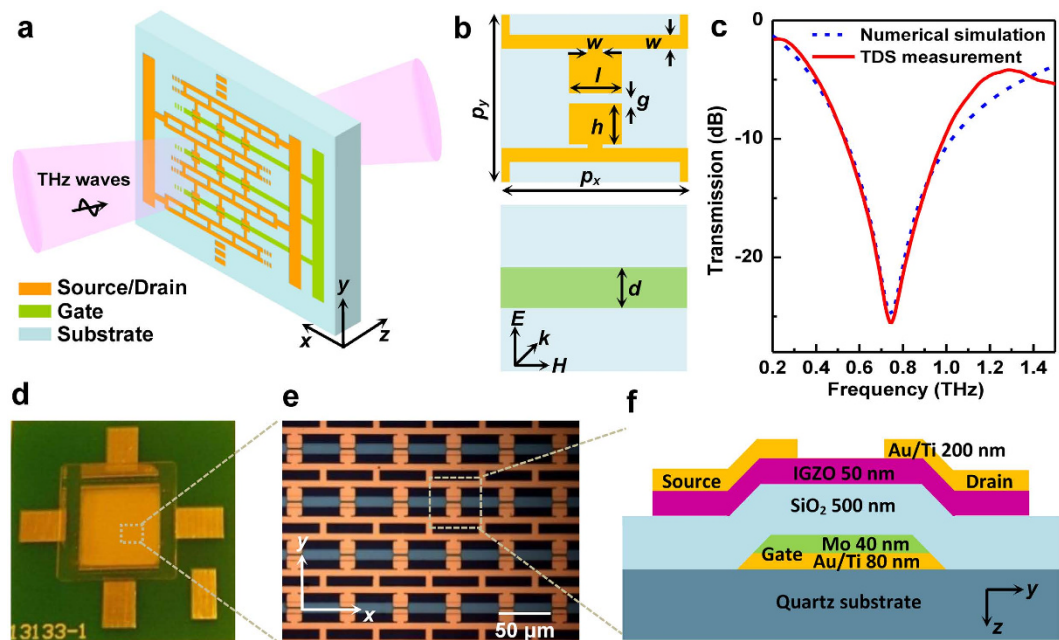 a
THz waves
Source/Drain
Gate
Substrate
y
x
z
b
w
w
l
g
h
p_y
p_x
d
E
k
H
c
0
-10
-20
Transmission (dB)
Numerical simulation
TDS measurement
0.2
0.4
0.6
0.8
1.0
1.2
1.4
Frequency (THz)
d
13133-1
e
y
x
50 μm
f
Au/Ti 200 nm
Source
IGZO 50 nm
Drain
SiO₂ 500 nm
Mo 40 nm
Gate
Au/Ti 80 nm
Quartz substrate
y
z